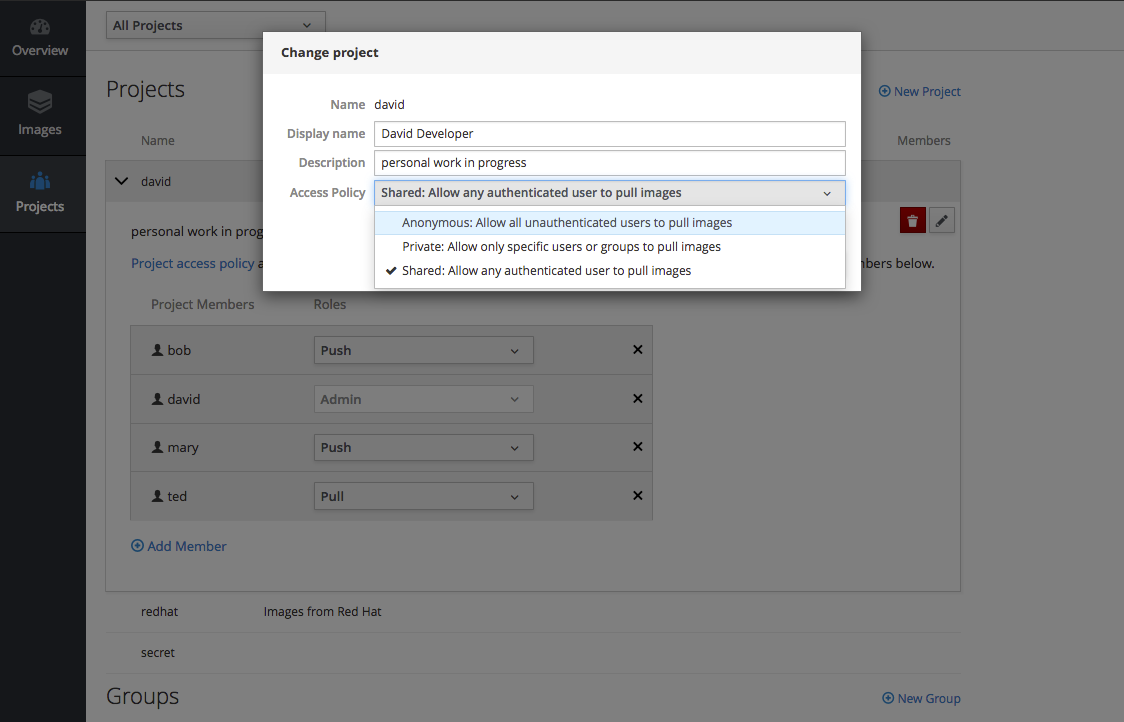 Overview
Images
Projects
All Projects
Change project
Name david
Display name David Developer
Description personal work in progress
Access Policy Shared: Allow any authenticated user to pull images
Anonymous: Allow all unauthenticated users to pull images
Private: Allow only specific users or groups to pull images
Shared: Allow any authenticated user to pull images
Projects
New Project
Name Members
david
personal work in prog
Project access policy
mbers below.
Project Members Roles
bob Push
david Admin
mary Push
ted Pull
Add Member
redhat Images from Red Hat
secret
Groups
New Group